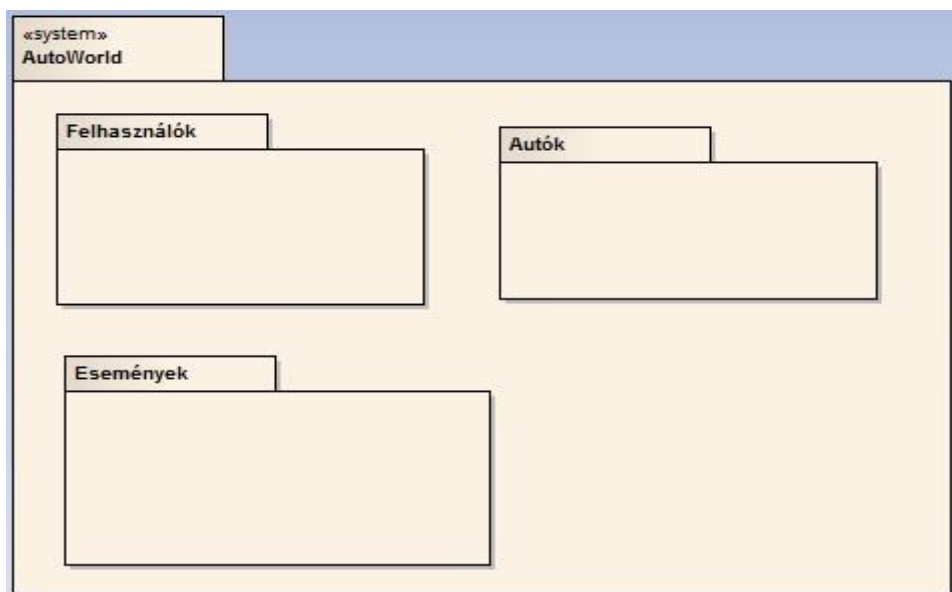 «system»
AutoWorld
Felhasználók
Autók
Események